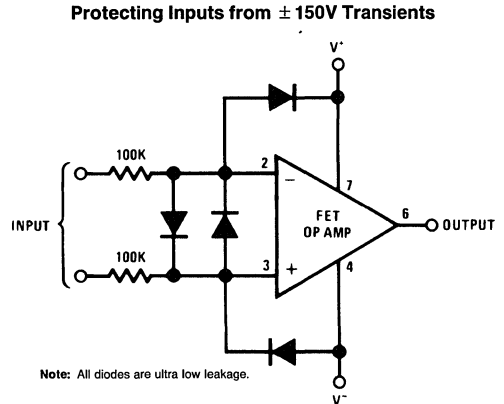 Protecting Inputs from ± 150V Transients
V+
100K
2
−
7
INPUT
FET
OP AMP
6
OUTPUT
100K
3
+
4
Note: All diodes are ultra low leakage.
V−